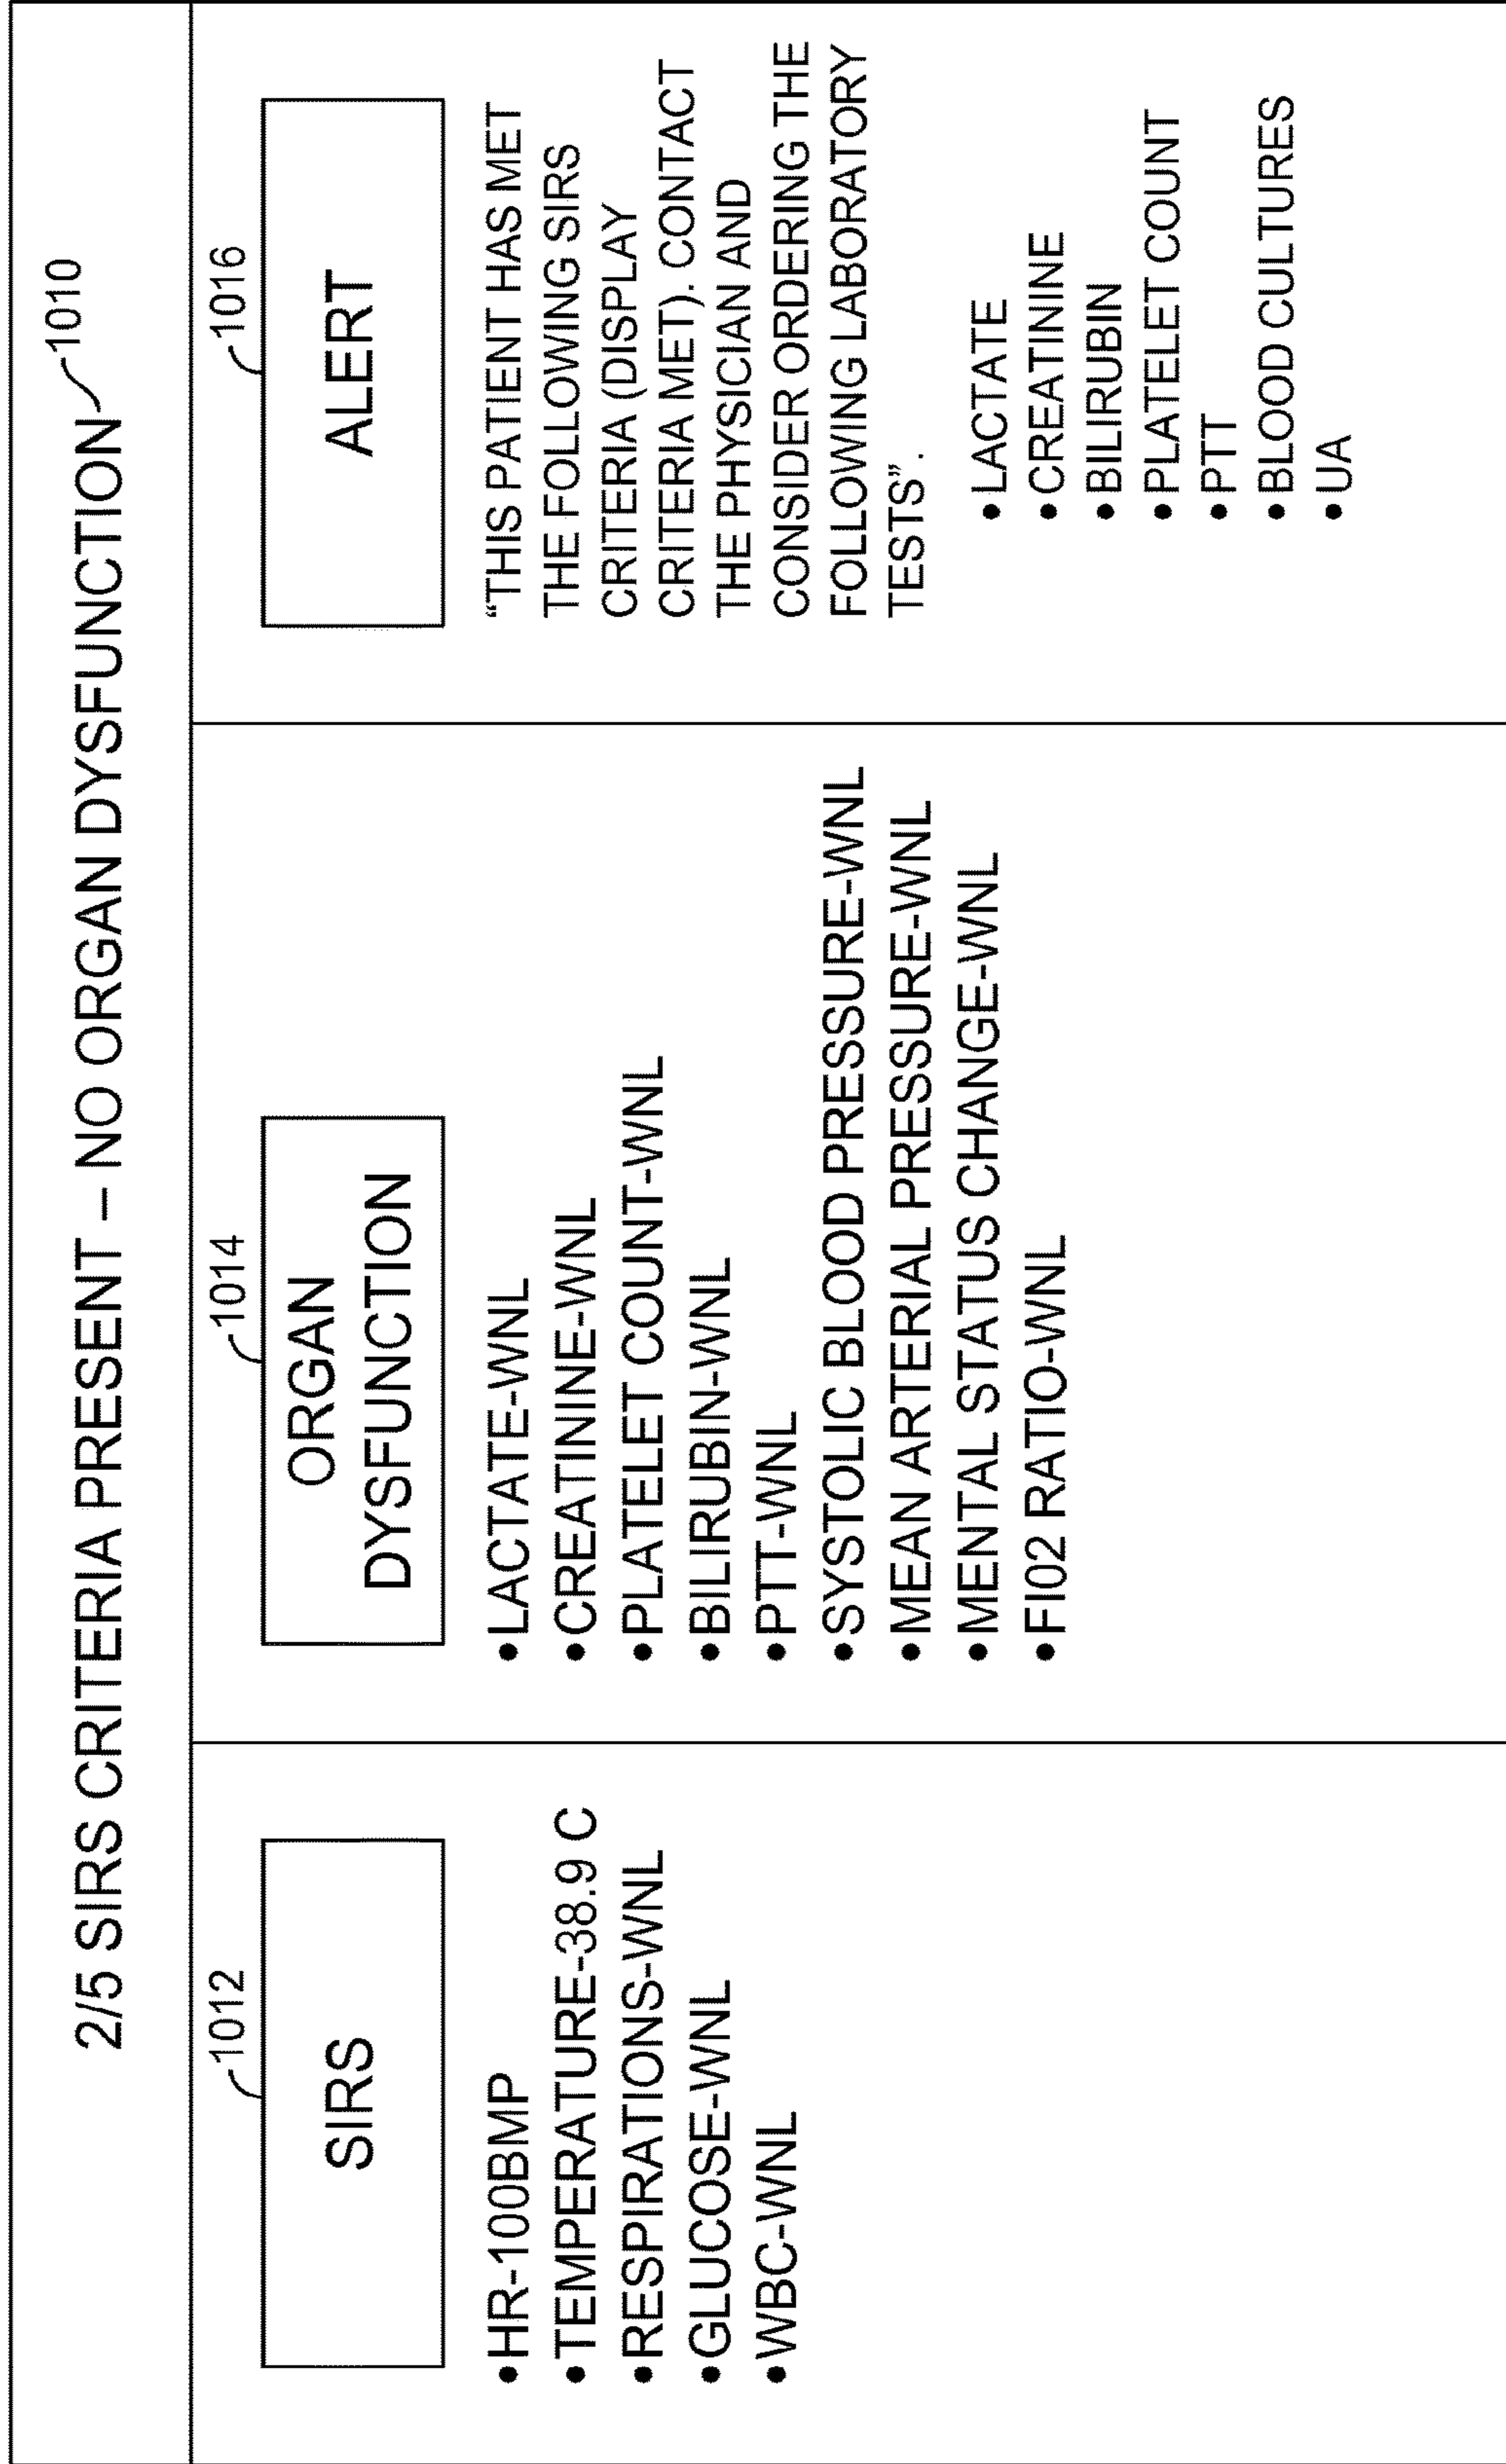 2/5 SIRS CRITERIA PRESENT – NO ORGAN DYSFUNCTION
1010
1012
SIRS
•HR-100BMP
•TEMPERATURE-38.9 C
•RESPIRATIONS-WNL
•GLUCOSE-WNL
•WBC-WNL
1014
ORGAN
DYSFUNCTION
•LACTATE-WNL
•CREATININE-WNL
•PLATELET COUNT-WNL
•BILIRUBIN-WNL
•PTT-WNL
•SYSTOLIC BLOOD PRESSURE-WNL
•MEAN ARTERIAL PRESSURE-WNL
•MENTAL STATUS CHANGE-WNL
•FI02 RATIO-WNL
1016
ALERT
“THIS PATIENT HAS MET
THE FOLLOWING SIRS
CRITERIA (DISPLAY
CRITERIA MET). CONTACT
THE PHYSICIAN AND
CONSIDER ORDERING THE
FOLLOWING LABORATORY
TESTS”.
•LACTATE
•CREATININE
•BILIRUBIN
•PLATELET COUNT
•PTT
•BLOOD CULTURES
•UA